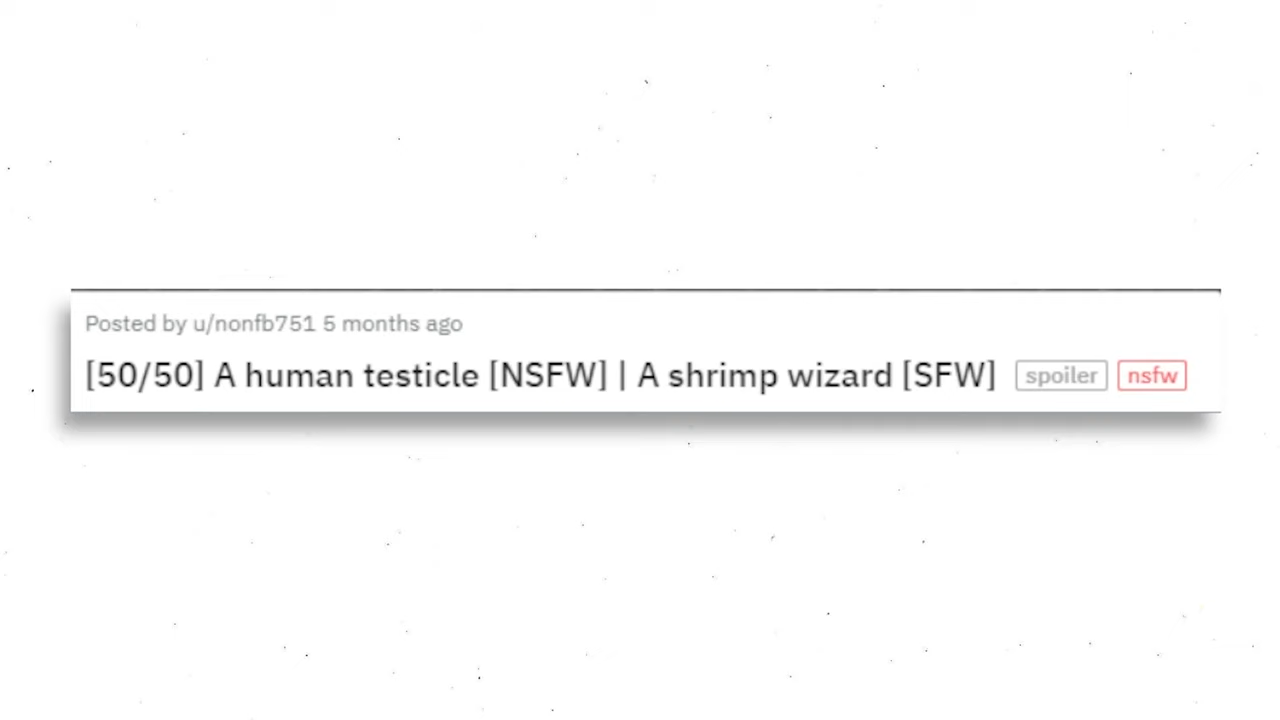 Posted by u/nonfb751 5 months ago
[50/50] A human testicle [NSFW] | A shrimp wizard [SFW] spoiler nsfw